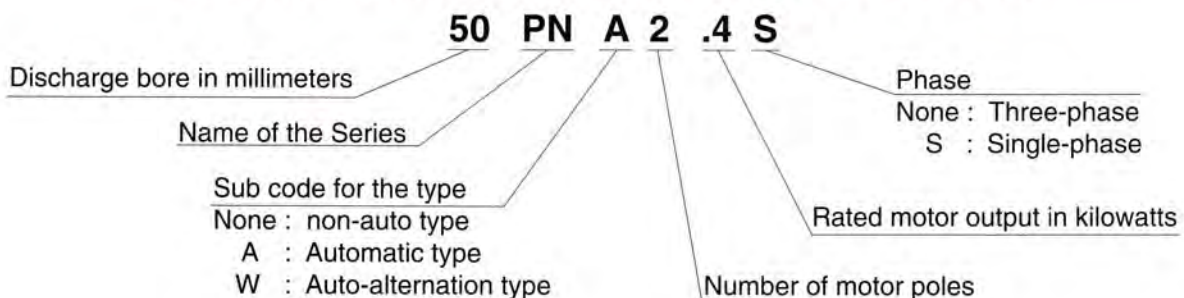 50 PN A 2 .4 S
Discharge bore in millimeters
Name of the Series
Sub code for the type
None : non-auto type
A : Automatic type
W : Auto-alternation type
Phase
None : Three-phase
S : Single-phase
Rated motor output in kilowatts
Number of motor poles